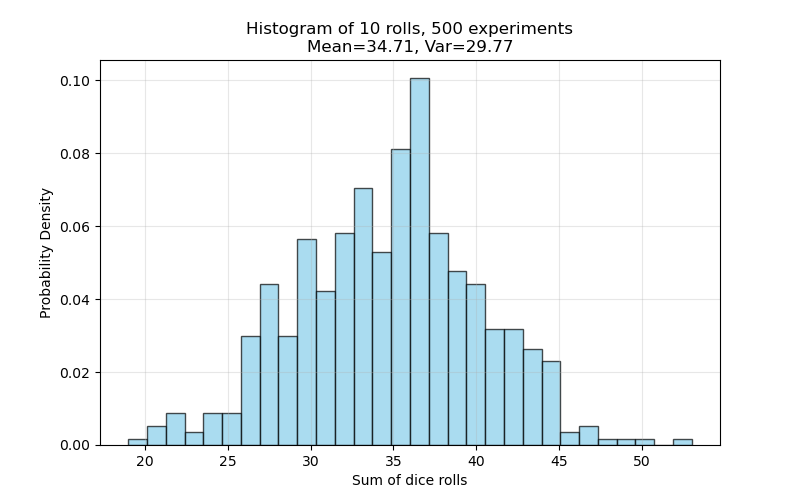 Histogram of 10 rolls, 500 experiments
Mean=34.71, Var=29.77
Probability Density
0.10
0.08
0.06
0.04
0.02
0.00
20 25 30 35 40 45 50
Sum of dice rolls